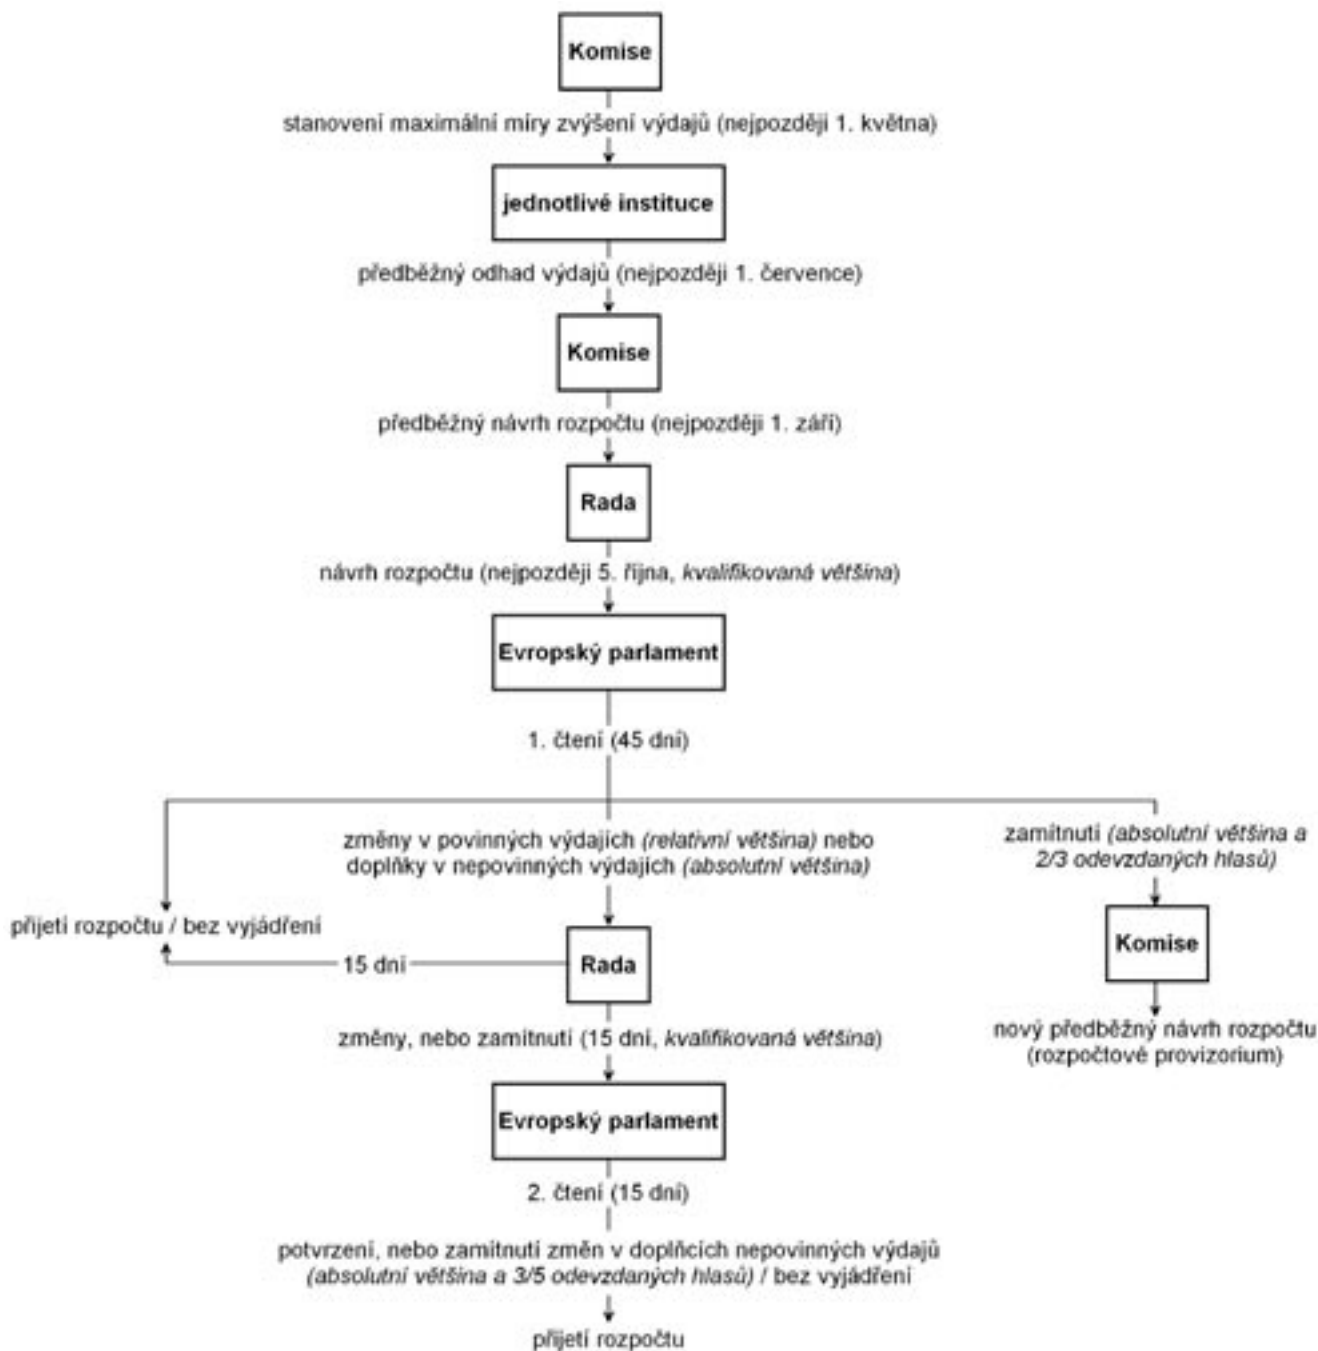 Komise
stanovení maximální míry zvýšení výdajů (nejpozději 1. května)
jednotlivé instituce
předběžný odhad výdajů (nejpozději 1. července)
Komise
předběžný návrh rozpočtu (nejpozději 1. září)
Rada
návrh rozpočtu (nejpozději 5. října, kvalifikovaná většina)
Evropský parlament
1. čtení (45 dní)
změny v povinných výdajích (relativní většina) nebo
doplňky v nepovinných výdajích (absolutní většina)
zamítnutí (absolutní většina a
2/3 odevzdaných hlasů)
přijetí rozpočtu / bez vyjádření
15 dní
Rada
Komise
změny, nebo zamítnutí (15 dní, kvalifikovaná většina)
nový předběžný návrh rozpočtu
(rozpočtové provizorium)
Evropský parlament
2. čtení (15 dní)
potvrzení, nebo zamítnutí změn v doplňcích nepovinných výdajů
(absolutní většina a 3/5 odevzdaných hlasů) / bez vyjádření
přijetí rozpočtu